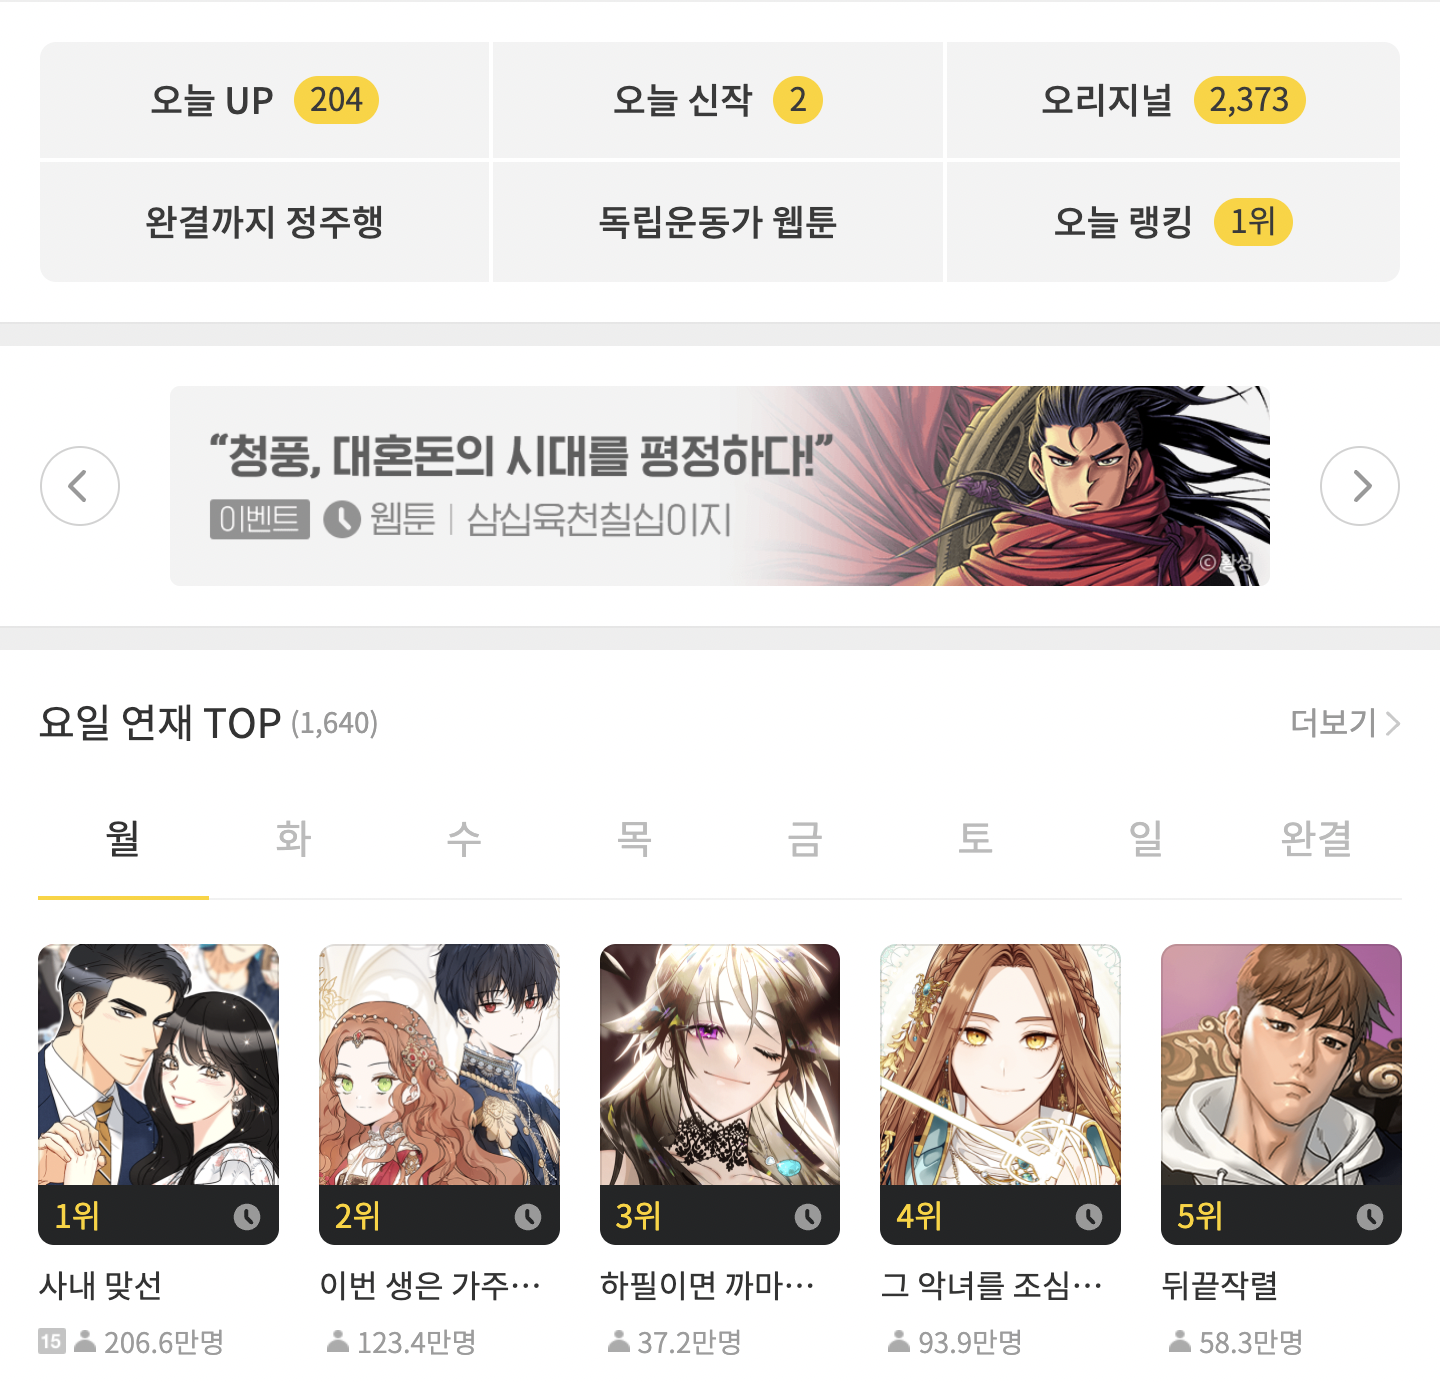 오늘 UP 204
오늘 신작 2
오리지널 2,373
완결까지 정주행
독립운동가 웹툰
오늘 랭킹 1위
“청풍, 대혼돈의 시대를 평정하다!”
이벤트 웹툰 | 삼십육천칠십이지
© 황성
요일 연재 TOP (1,640)
더보기
월 화 수 목 금 토 일 완결
1위
2위
3위
4위
5위
사내 맞선
이번 생은 가주…
하필이면 까마…
그 악녀를 조심…
뒤끝작렬
15 206.6만명
123.4만명
37.2만명
93.9만명
58.3만명